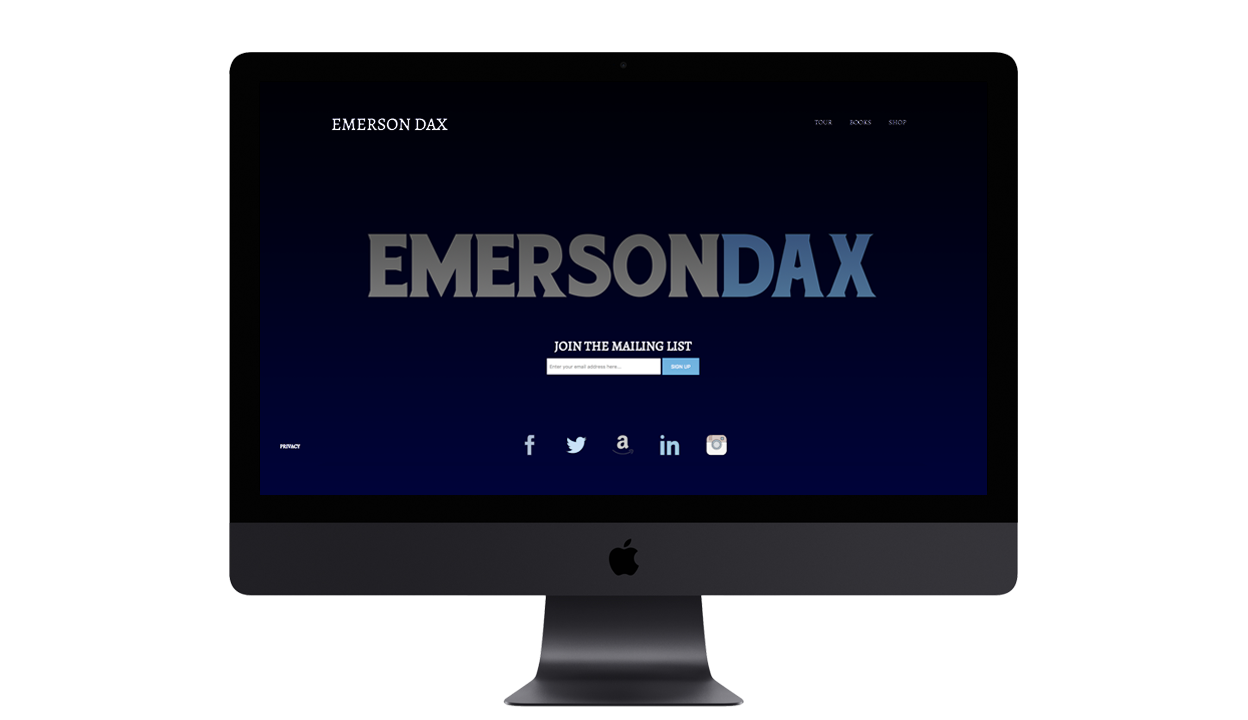 EMERSON DAX
TOUR BOOKS SHOP
EMERSONDAX
JOIN THE MAILING LIST
Enter your email address here... SIGN UP
PRIVACY
f a in